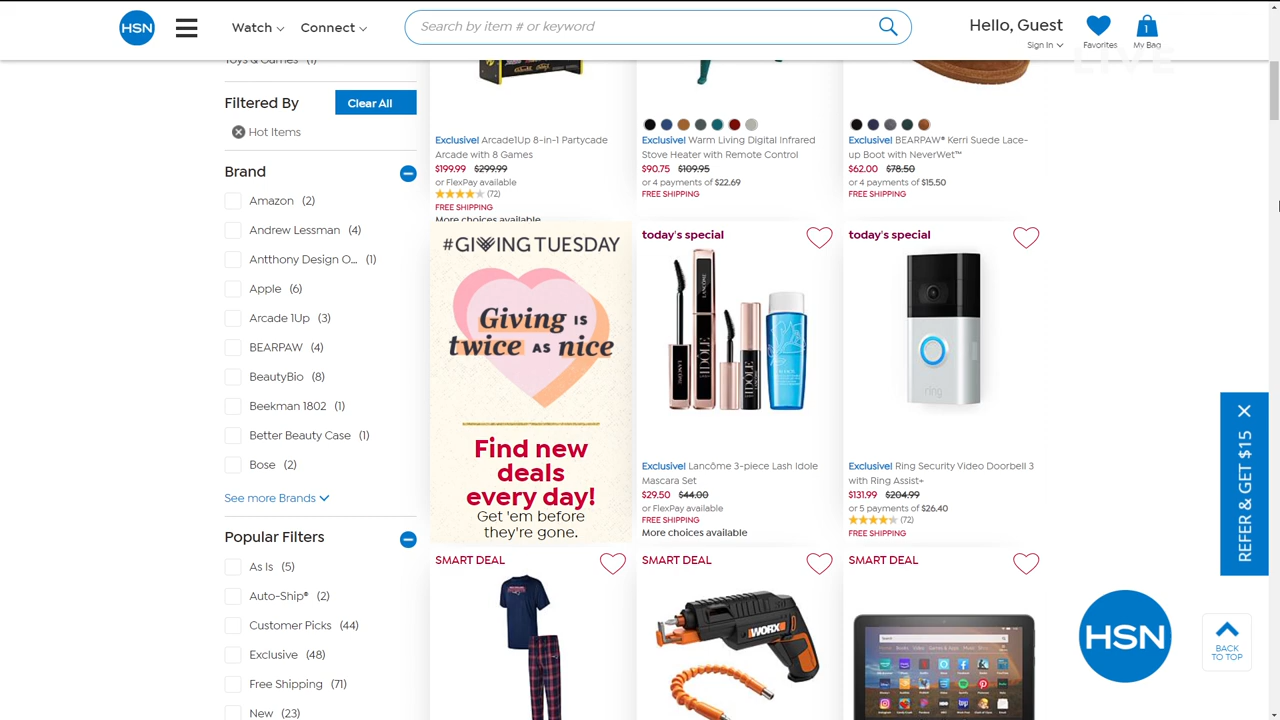 HSN
Watch
Connect
Search by item # or keyword
Hello, Guest
Sign In
Favorites
1
My Bag
LIVE
Toys & Games (1)
Filtered By
Clear All
Hot Items
Brand
Amazon (2)
Andrew Lessman (4)
Antthony Design O... (1)
Apple (6)
Arcade 1Up (3)
BEARPAW (4)
BeautyBio (8)
Beekman 1802 (1)
Better Beauty Case (1)
Bose (2)
See more Brands
Popular Filters
As Is (5)
Auto-Ship® (2)
Customer Picks (44)
Exclusive (48)
Free Shipping (71)
Exclusive! Arcade1Up 8-in-1 Partycade
Arcade with 8 Games
$199.99 $299.99
or FlexPay available
(72)
FREE SHIPPING
More choices available
Exclusive! Warm Living Digital Infrared
Stove Heater with Remote Control
$90.75 $109.95
or 4 payments of $22.69
FREE SHIPPING
Exclusive! BEARPAW® Kerri Suede Lace-
up Boot with NeverWet™
$62.00 $78.50
or 4 payments of $15.50
FREE SHIPPING
#GIVING TUESDAY
Giving IS
twice AS nice
Find new
deals
every day!
Get 'em before
they're gone.
today's special
LANCÔME
IDÔLE
Exclusive! Lancôme 3-piece Lash Idole
Mascara Set
$29.50 $44.00
or FlexPay available
FREE SHIPPING
More choices available
today's special
ring
Exclusive! Ring Security Video Doorbell 3
with Ring Assist+
$131.99 $204.99
or 5 payments of $26.40
(72)
FREE SHIPPING
SMART DEAL
SMART DEAL
WORX
SMART DEAL
REFER & GET $15
HSN
BACK
TO TOP